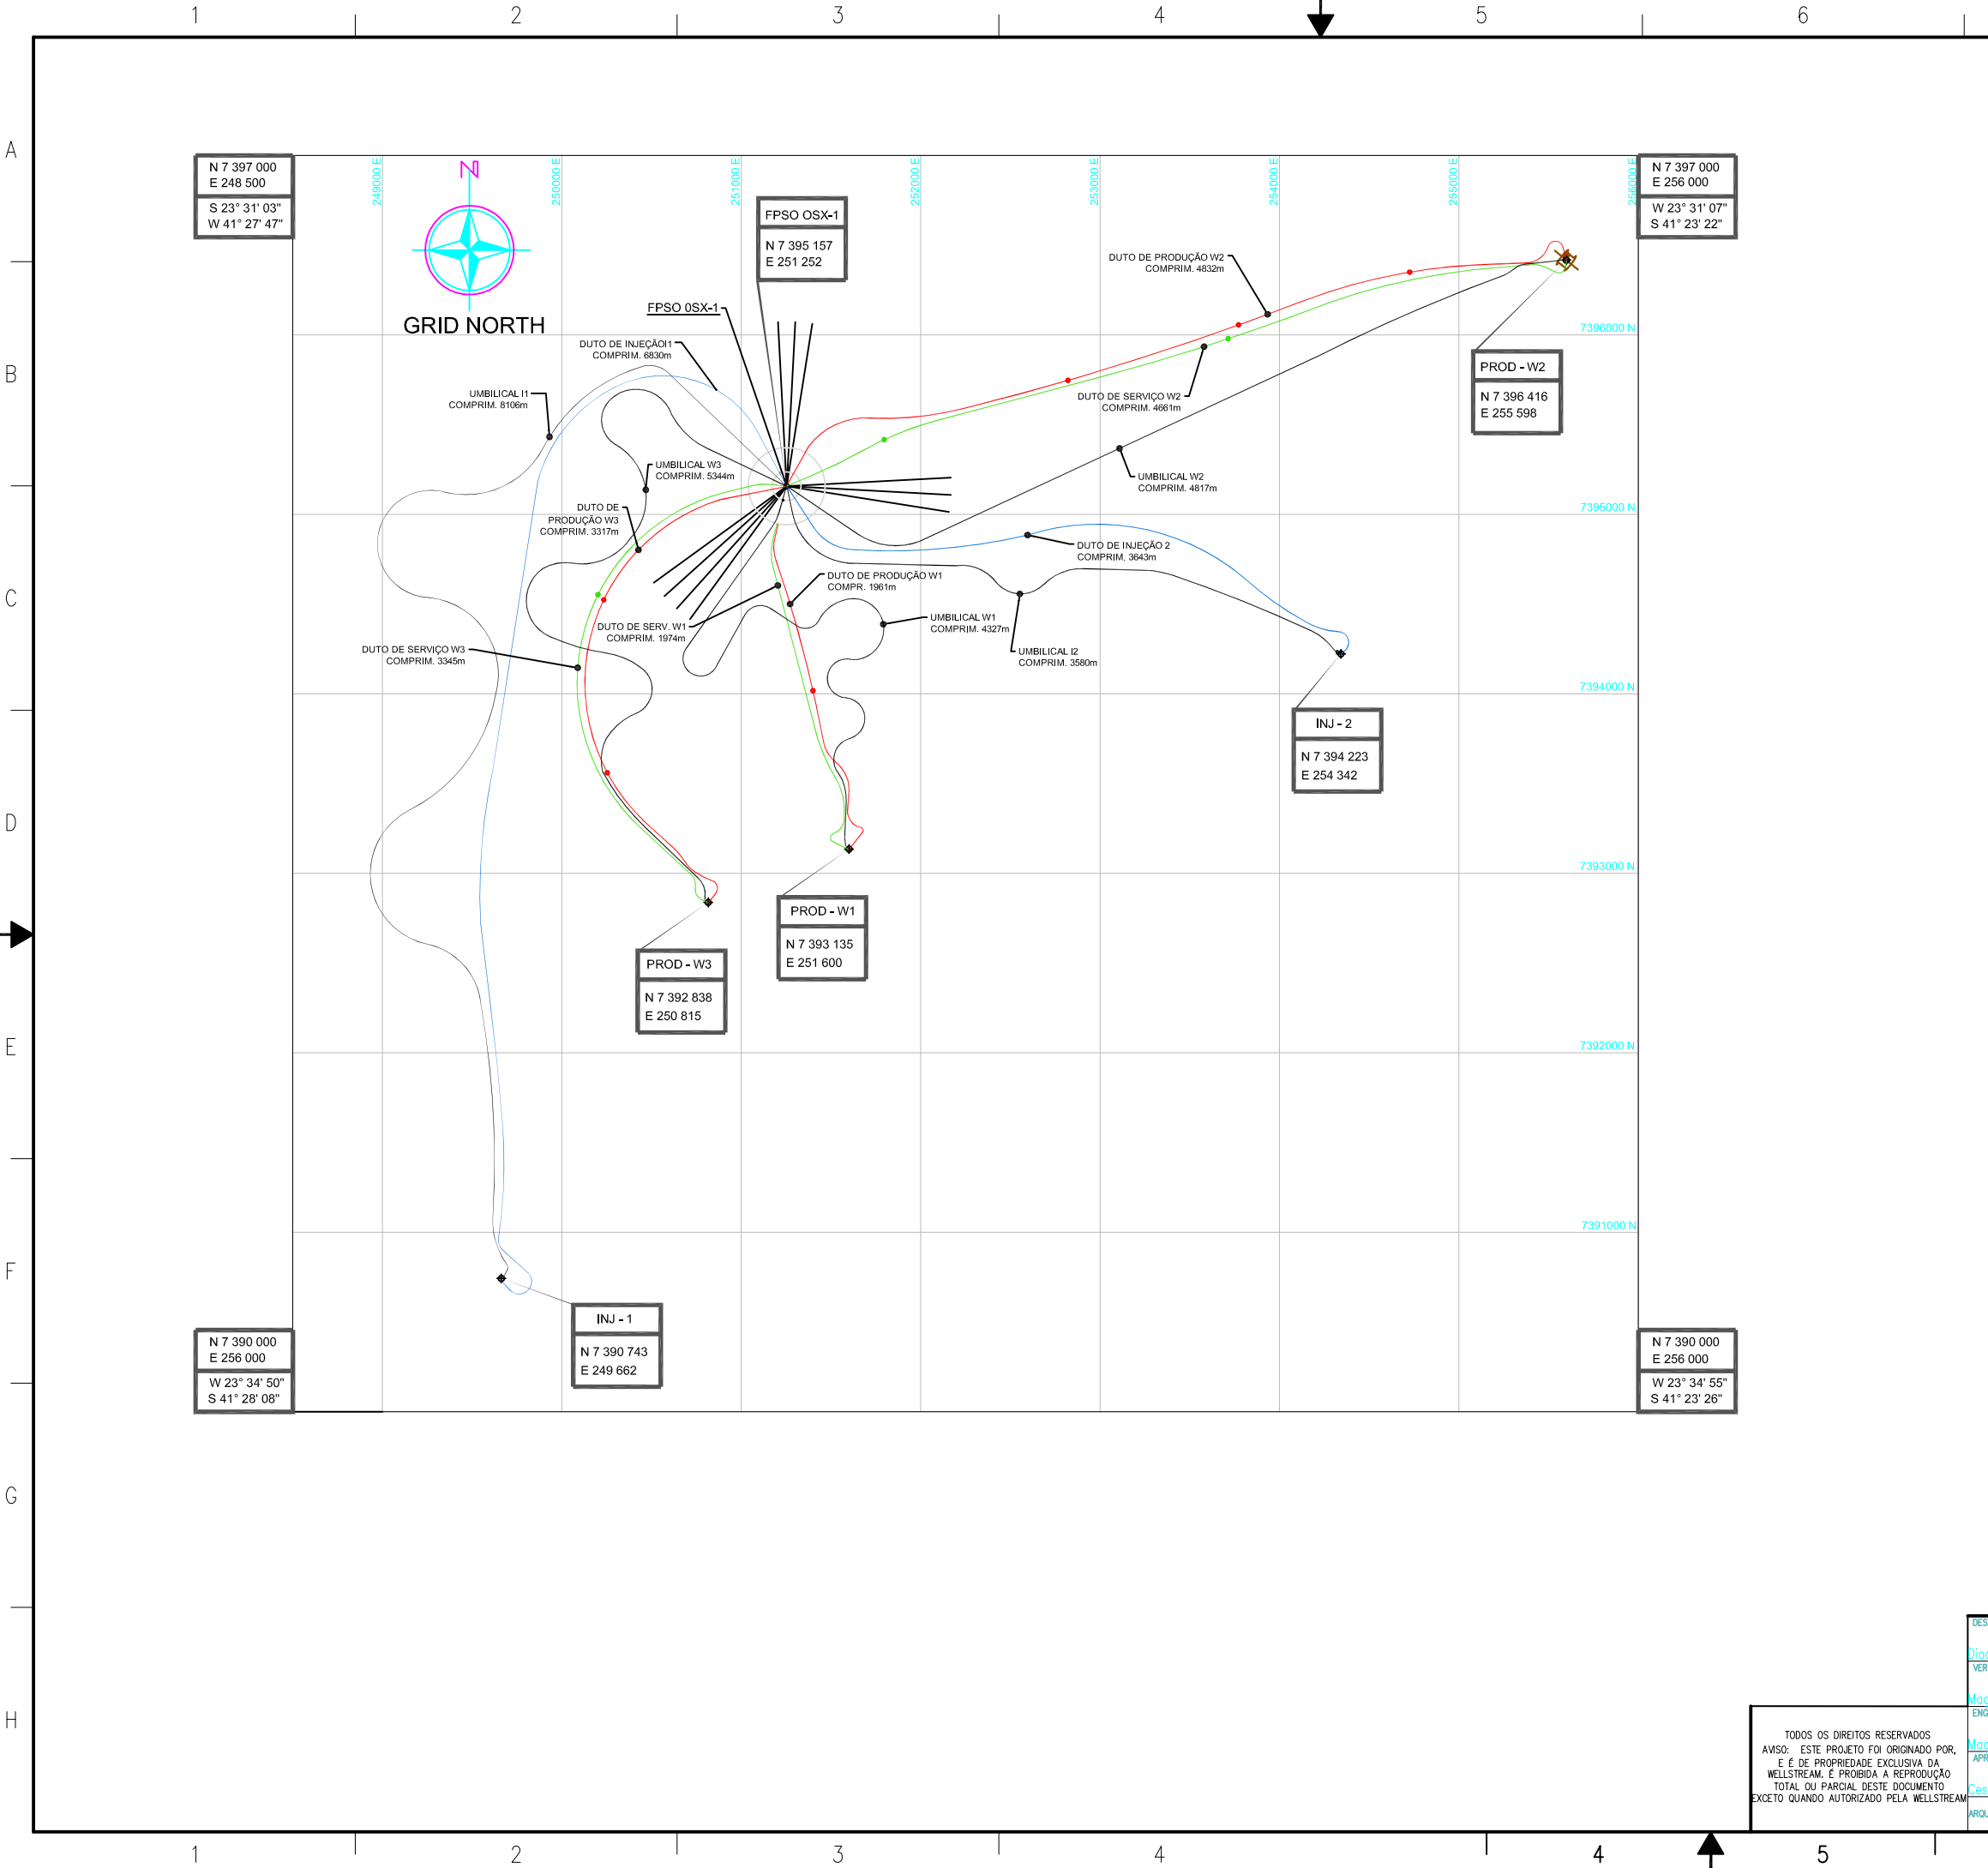 1 2 3 4 5 6
A
B
C
D
E
F
G
H
N 7 397 000
E 248 500
S 23° 31' 03"
W 41° 27' 47"
249000 E
250000 E
251000 E
252000 E
253000 E
254000 E
255000 E
256000 E
N 7 397 000
E 256 000
W 23° 31' 07"
S 41° 23' 22"
N
GRID NORTH
FPSO OSX-1
N 7 395 157
E 251 252
FPSO 0SX-1
DUTO DE PRODUÇÃO W2
COMPRIM. 4832m
7396000 N
DUTO DE INJEÇÃOI1
COMPRIM. 6830m
PROD - W2
N 7 396 416
E 255 598
UMBILICAL I1
COMPRIM. 8106m
DUTO DE SERVIÇO W2
COMPRIM. 4661m
UMBILICAL W3
COMPRIM. 5344m
UMBILICAL W2
COMPRIM. 4817m
DUTO DE
PRODUÇÃO W3
COMPRIM. 3317m
7395000 N
DUTO DE INJEÇÃO 2
COMPRIM. 3643m
DUTO DE PRODUÇÃO W1
COMPR. 1961m
DUTO DE SERV. W1
COMPRIM. 1974m
UMBILICAL W1
COMPRIM. 4327m
DUTO DE SERVIÇO W3
COMPRIM. 3345m
UMBILICAL I2
COMPRIM. 3580m
7394000 N
INJ - 2
N 7 394 223
E 254 342
7393000 N
PROD - W1
N 7 393 135
E 251 600
PROD - W3
N 7 392 838
E 250 815
7392000 N
7391000 N
INJ - 1
N 7 390 743
E 249 662
N 7 390 000
E 256 000
W 23° 34' 50"
S 41° 28' 08"
N 7 390 000
E 256 000
W 23° 34' 55"
S 41° 23' 26"
TODOS OS DIREITOS RESERVADOS
AVISO: ESTE PROJETO FOI ORIGINADO POR,
E É DE PROPRIEDADE EXCLUSIVA DA
WELLSTREAM. É PROIBIDA A REPRODUÇÃO
TOTAL OU PARCIAL DESTE DOCUMENTO
EXCETO QUANDO AUTORIZADO PELA WELLSTREAM
DES
VER
ENG
APR
ARQU
1 2 3 4 4 5